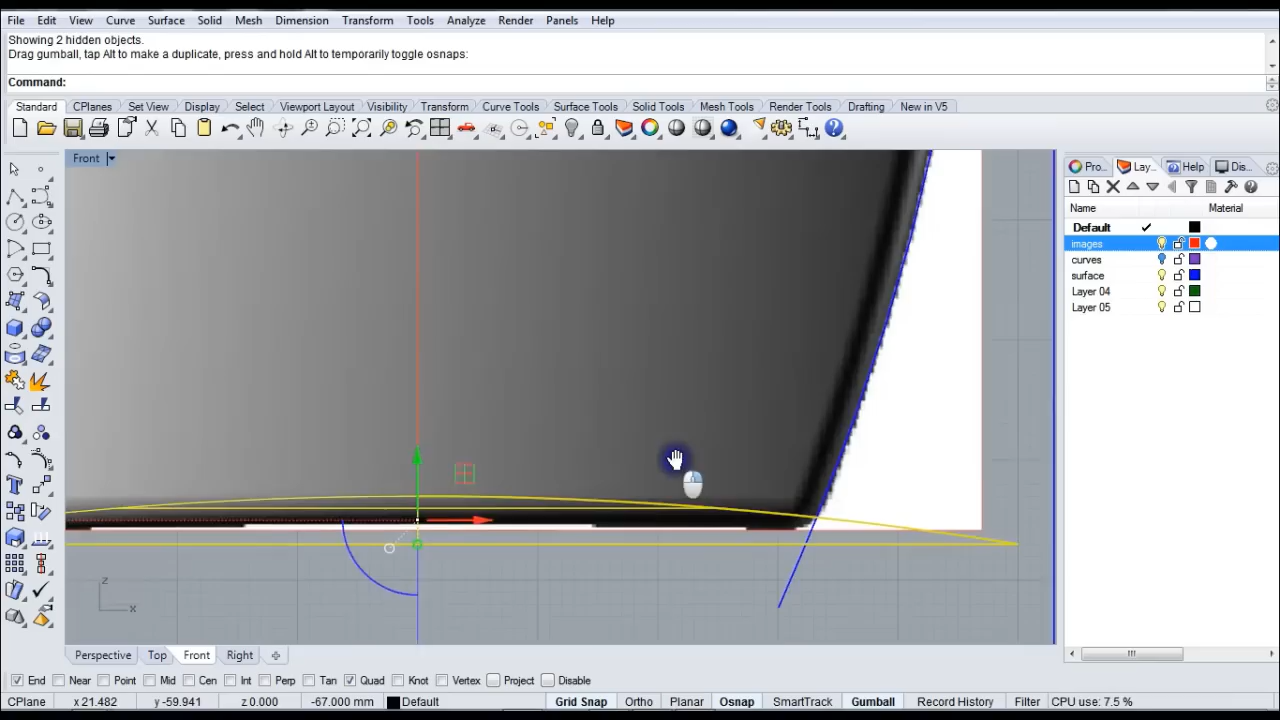 File Edit View Curve Surface Solid Mesh Dimension Transform Tools Analyze Render Panels Help
Showing 2 hidden objects.
Drag gumball, tap Alt to make a duplicate, press and hold Alt to temporarily toggle osnaps:
Command:
Standard CPlanes Set View Display Select Viewport Layout Visibility Transform Curve Tools Surface Tools Solid Tools Mesh Tools Render Tools Drafting New in V5
Front
Pro... Lay... Help Dis...
Name Material
Default
images
curves
surface
Layer 04
Layer 05
z
x
Perspective Top Front Right
End Near Point Mid Cen Int Perp Tan Quad Knot Vertex Project Disable
CPlane x 21.482 y -59.941 z 0.000 -67.000 mm Default Grid Snap Ortho Planar Osnap SmartTrack Gumball Record History Filter CPU use: 7.5 %